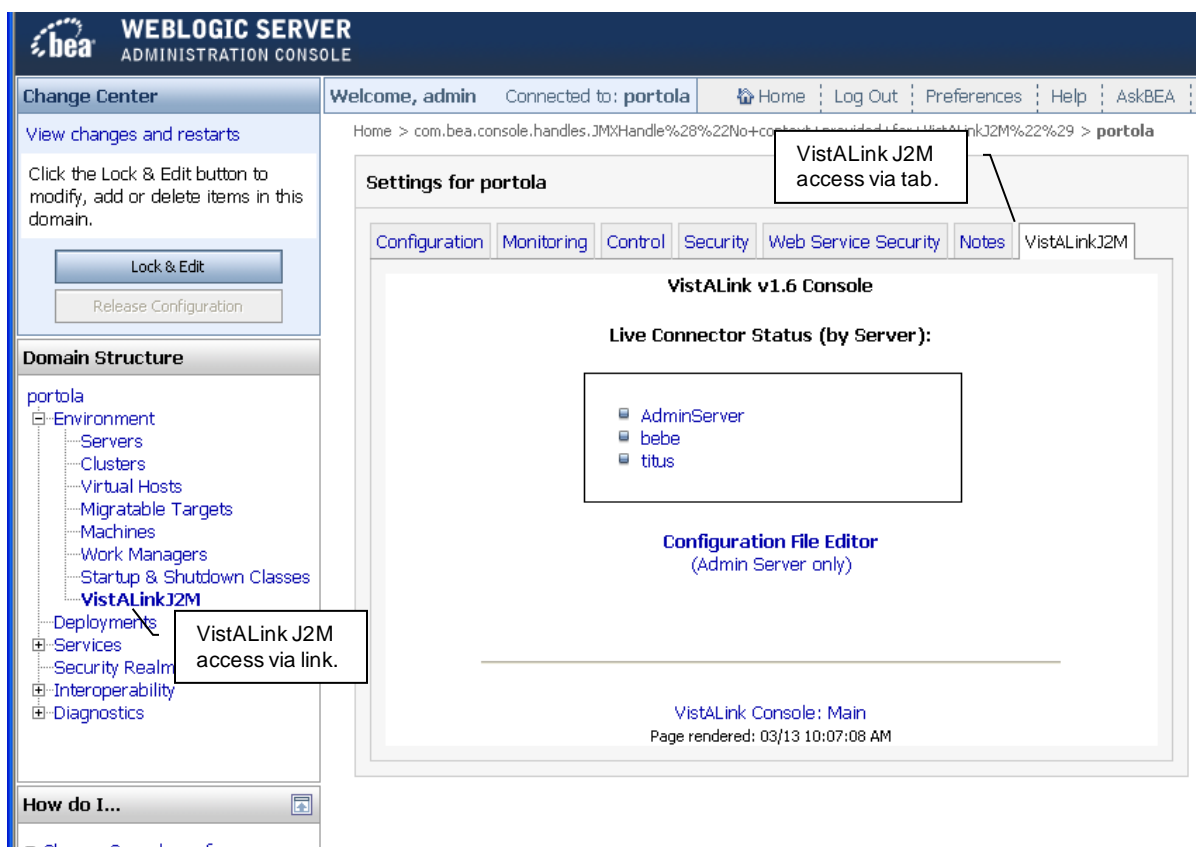 bea
WEBLOGIC SERVER
ADMINISTRATION CONSOLE
Change Center
View changes and restarts
Click the Lock & Edit button to
modify, add or delete items in this
domain.
Lock & Edit
Release Configuration
Domain Structure
portola
Environment
Servers
Clusters
Virtual Hosts
Migratable Targets
Machines
Work Managers
Startup & Shutdown Classes
VistALinkJ2M
Deployments
Services
Security Realm
Interoperability
Diagnostics
VistALink J2M
access via link.
How do I...
Welcome, admin Connected to: portola Home Log Out Preferences Help AskBEA
Home > com.bea.console.handles.JMXHandle%28%22No+context+provided+for+VistALinkJ2M%22%29 > portola
VistALink J2M
access via tab.
Settings for portola
Configuration Monitoring Control Security Web Service Security Notes VistALinkJ2M
VistALink v1.6 Console
Live Connector Status (by Server):
AdminServer
bebe
titus
Configuration File Editor
(Admin Server only)
VistALink Console: Main
Page rendered: 03/13 10:07:08 AM